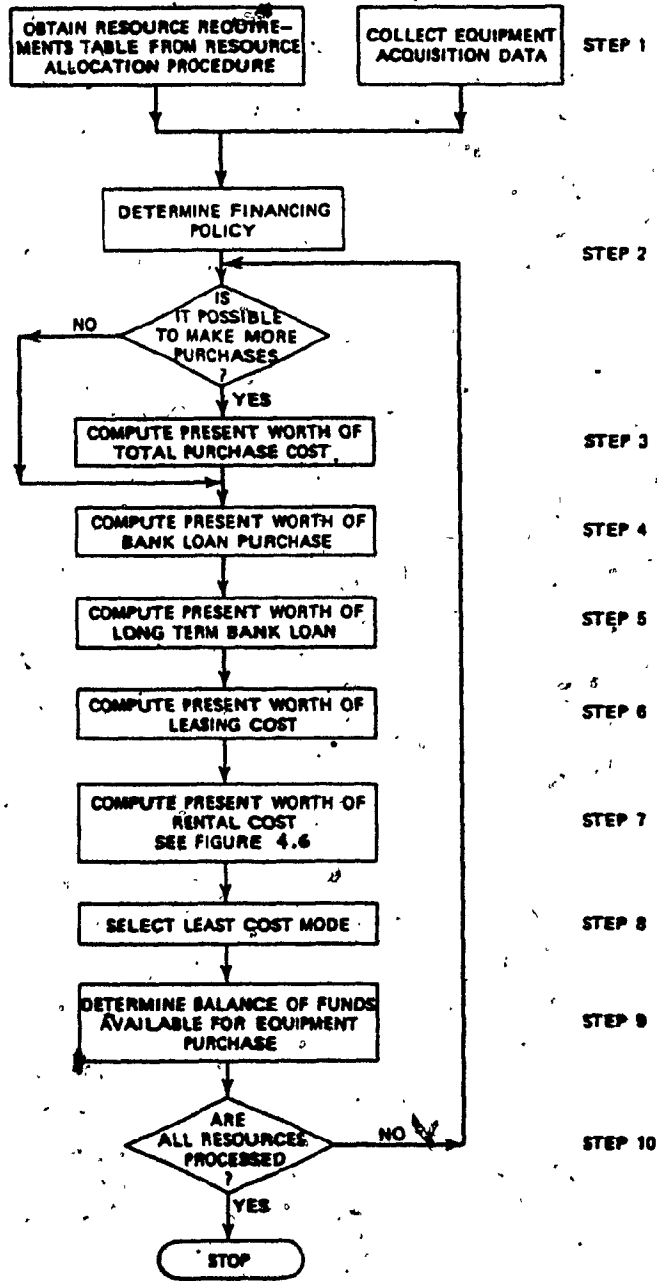 OBTAIN RESOURCE REQUIRE-
MENTS TABLE FROM RESOURCE
ALLOCATION PROCEDURE
COLLECT EQUIPMENT
ACQUISITION DATA
STEP 1
DETERMINE FINANCING
POLICY
STEP 2
IS
IT POSSIBLE
TO MAKE MORE
PURCHASES
?
NO
YES
COMPUTE PRESENT WORTH OF
TOTAL PURCHASE COST
STEP 3
COMPUTE PRESENT WORTH OF
BANK LOAN PURCHASE
STEP 4
COMPUTE PRESENT WORTH OF
LONG TERM BANK LOAN
STEP 5
COMPUTE PRESENT WORTH OF
LEASING COST
STEP 6
COMPUTE PRESENT WORTH OF
RENTAL COST
SEE FIGURE 4.6
STEP 7
SELECT LEAST COST MODE
STEP 8
DETERMINE BALANCE OF FUNDS
AVAILABLE FOR EQUIPMENT
PURCHASE
STEP 9
ARE
ALL RESOURCES
PROCESSED
?
NO
STEP 10
YES
STOP